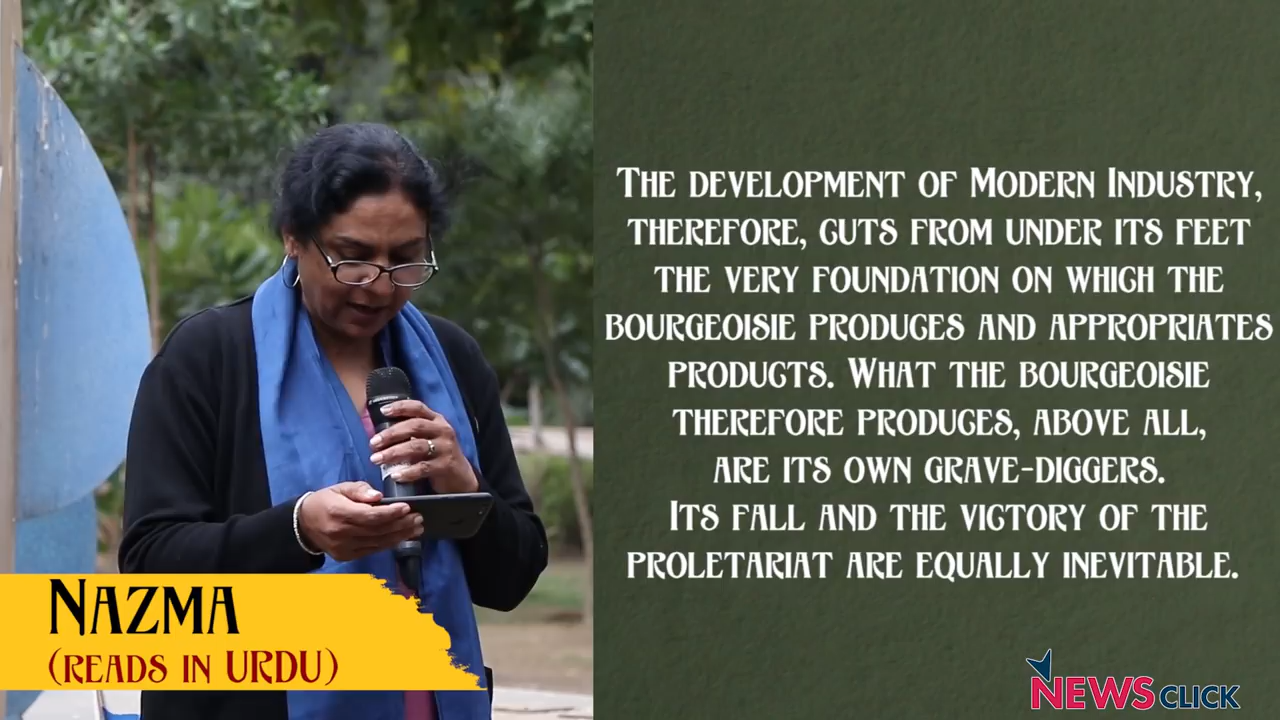 The development of Modern Industry,
therefore, cuts from under its feet
the very foundation on which the
bourgeoisie produces and appropriates
products. What the bourgeoisie
therefore produces, above all,
are its own grave-diggers.
Its fall and the victory of the
proletariat are equally inevitable.
Nazma
(reads in URDU)
NEWSCLICK